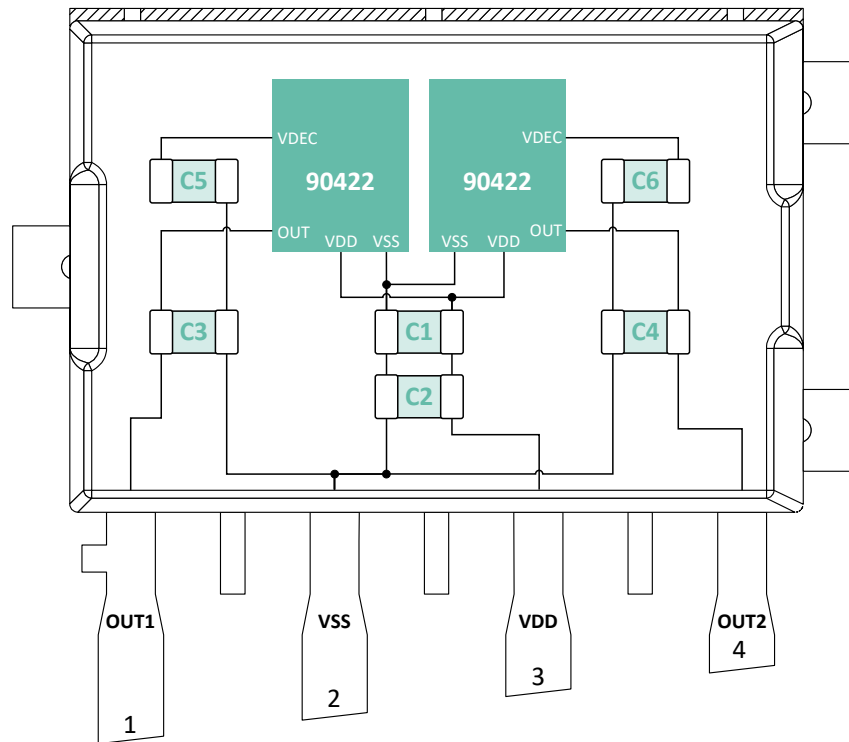 VDEC VDEC
C5 90422 90422 C6
OUT VDD VSS VSS VDD OUT
C3 C1 C4
C2
OUT1 VSS VDD OUT2
1 2 3 4